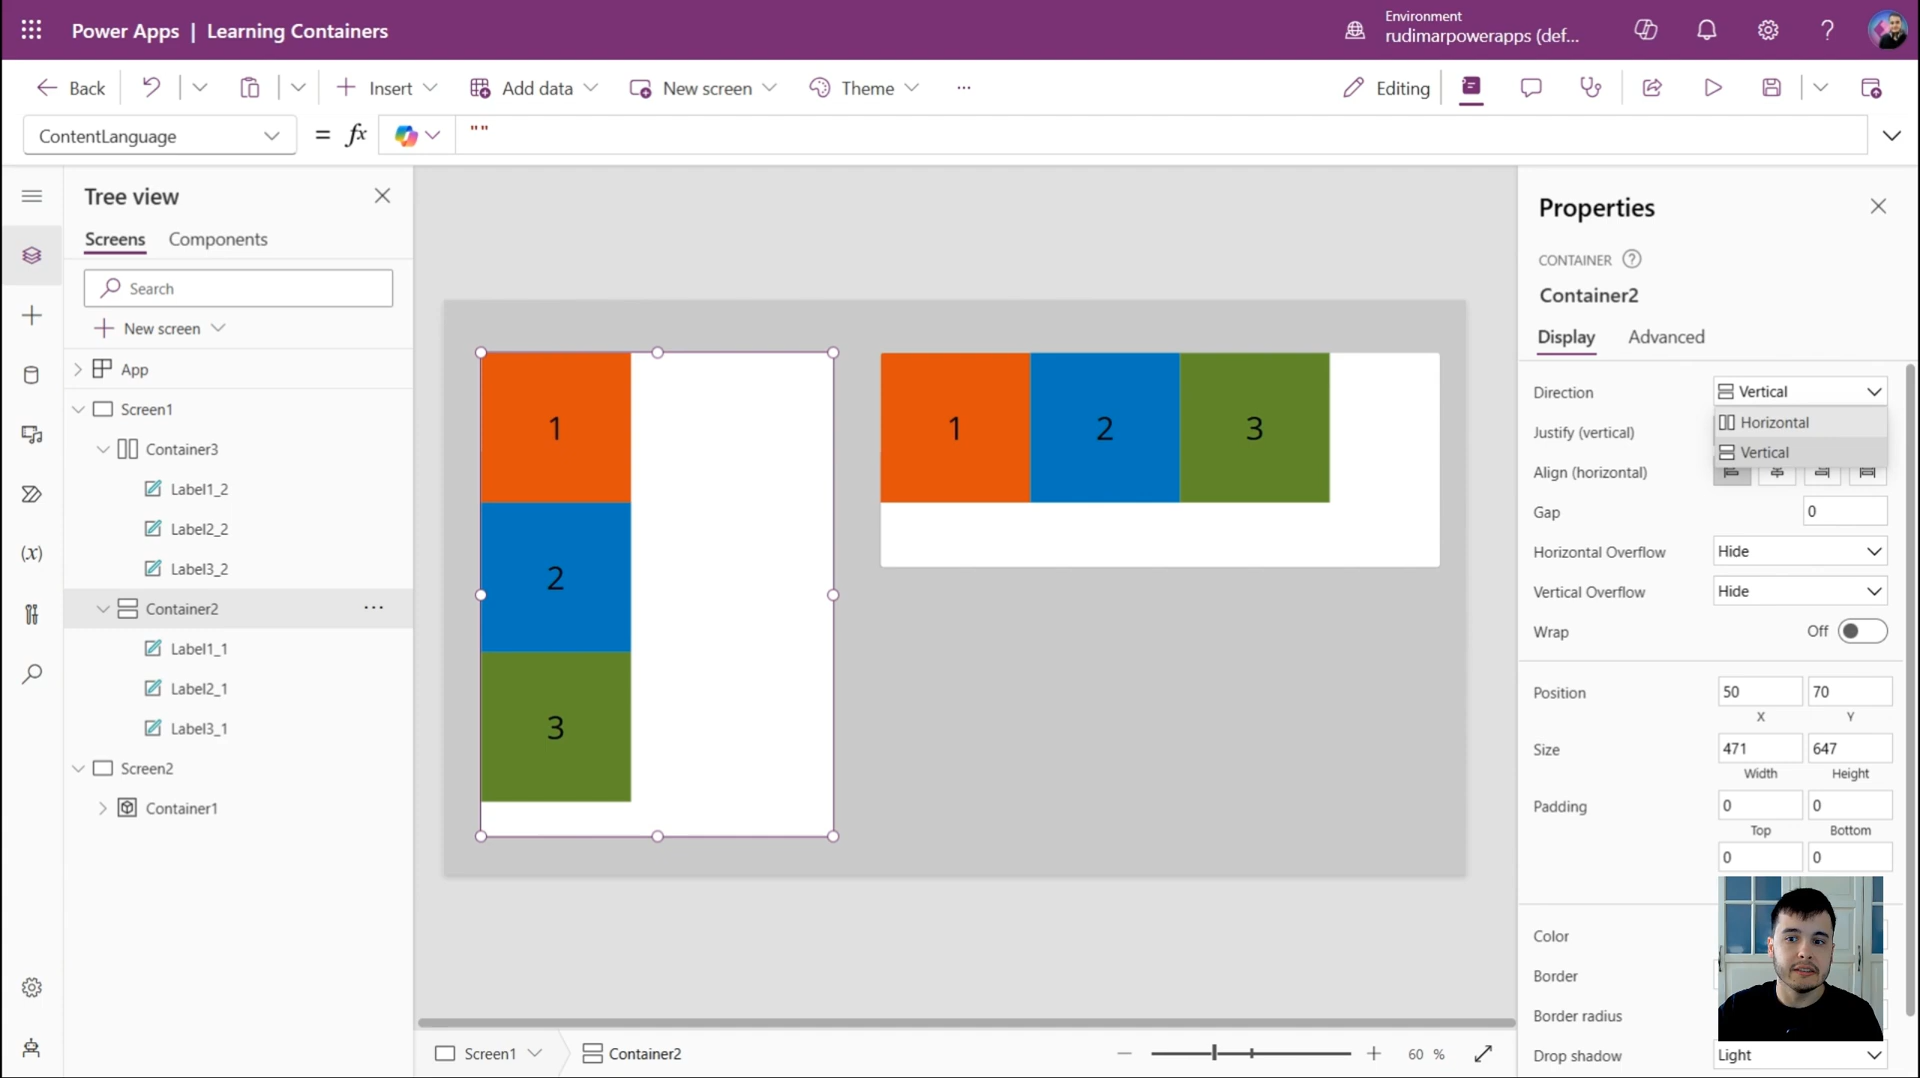 Power Apps | Learning Containers
Environment
rudimarpowerapps (def...
Back
Insert
Add data
New screen
Theme
...
Editing
ContentLanguage
= fx
""
Tree view
Screens
Components
Search
New screen
App
Screen1
Container3
Label1_2
Label2_2
Label3_2
Container2
...
Label1_1
Label2_1
Label3_1
Screen2
Container1
(x)
1
2
3
1
2
3
Properties
CONTAINER ?
Container2
Display
Advanced
Direction
Vertical
Horizontal
Vertical
Justify (vertical)
Align (horizontal)
Gap
0
Horizontal Overflow
Hide
Vertical Overflow
Hide
Wrap
Off
Position
50
70
X
Y
Size
471
647
Width
Height
Padding
0
0
Top
Bottom
0
0
Color
Border
Border radius
Drop shadow
Light
Screen1
Container2
60 %